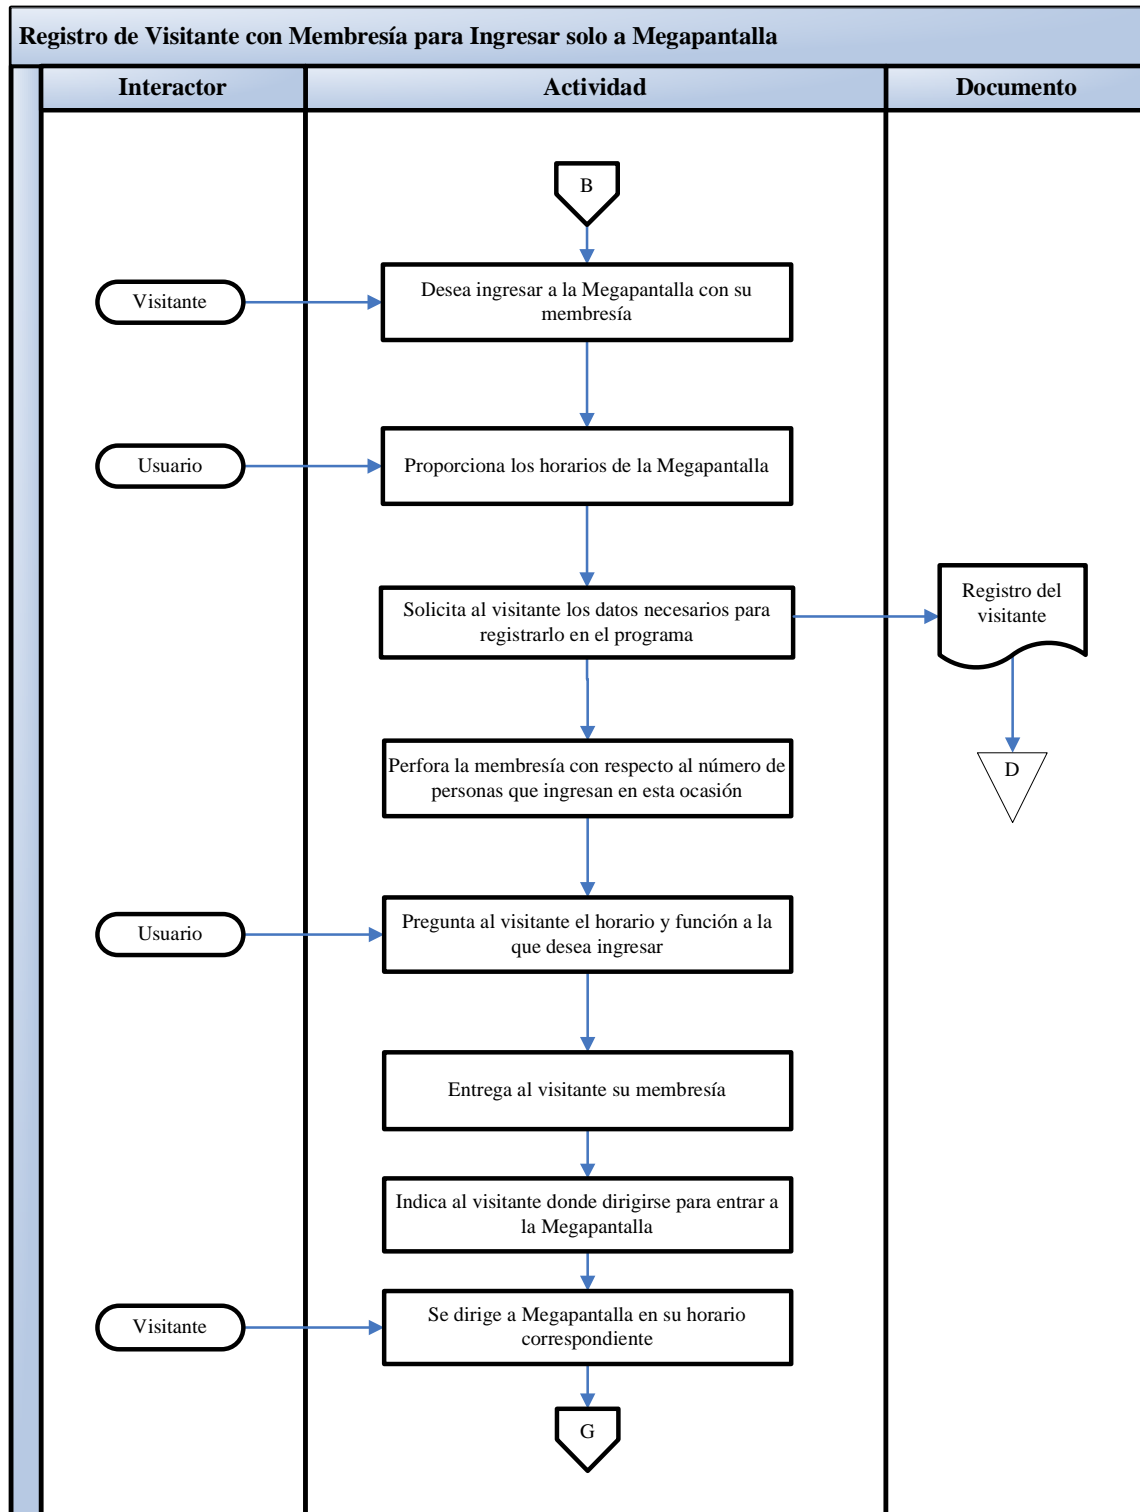 Registro de Visitante con Membresía para Ingresar solo a Megapantalla
Interactor
Actividad
Documento
B
Visitante
Desea ingresar a la Megapantalla con su
membresía
Usuario
Proporciona los horarios de la Megapantalla
Solicita al visitante los datos necesarios para
registrarlo en el programa
Registro del
visitante
Perfora la membresía con respecto al número de
personas que ingresan en esta ocasión
D
Usuario
Pregunta al visitante el horario y función a la
que desea ingresar
Entrega al visitante su membresía
Indica al visitante donde dirigirse para entrar a
la Megapantalla
Visitante
Se dirige a Megapantalla en su horario
correspondiente
G